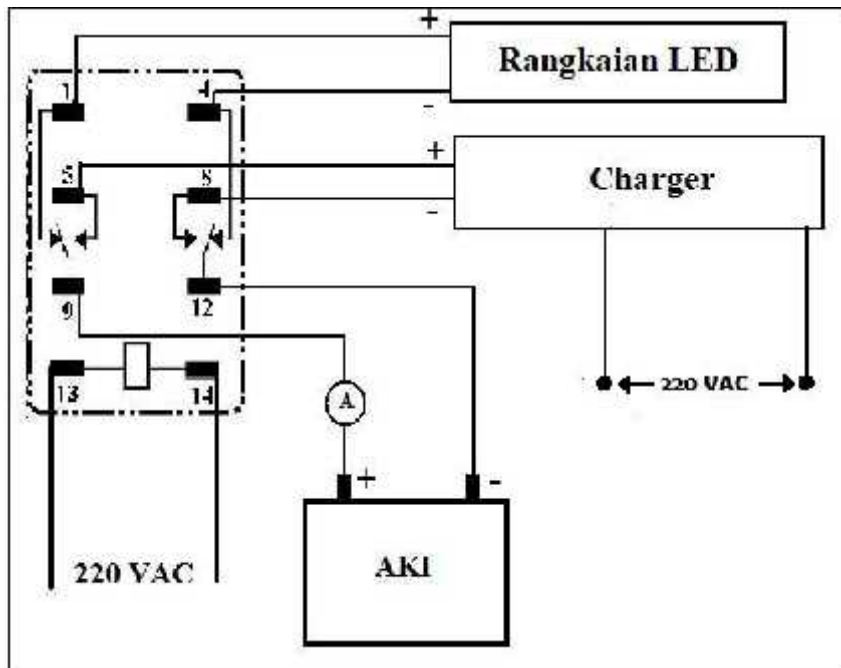 +
Rangkaian LED
-
1
4
+
Charger
-
5
8
9
12
13
14
A
220 VAC
+
-
AKI
220 VAC